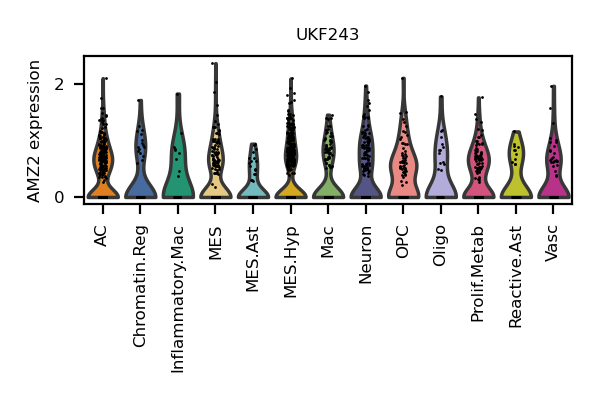 UKF243
AMZ2 expression
2
0
AC
Chromatin.Reg
Inflammatory.Mac
MES
MES.Ast
MES.Hyp
Mac
Neuron
OPC
Oligo
Prolif.Metab
Reactive.Ast
Vasc